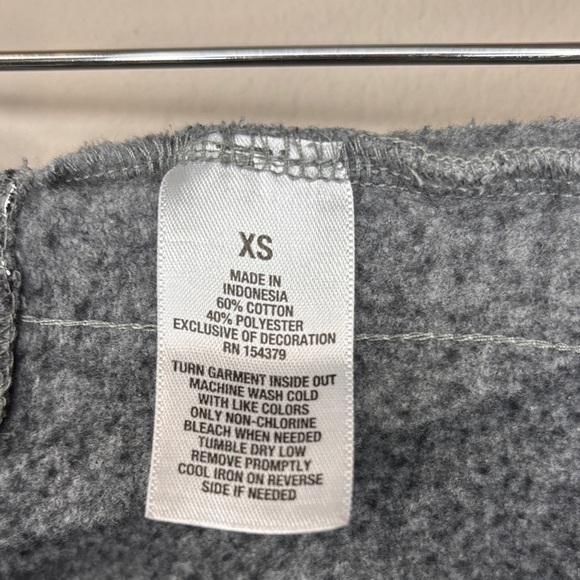 XS
MADE IN
INDONESIA
60% COTTON
40% POLYESTER
EXCLUSIVE OF DECORATION
RN 154379
TURN GARMENT INSIDE OUT
MACHINE WASH COLD
WITH LIKE COLORS
ONLY NON-CHLORINE
BLEACH WHEN NEEDED
TUMBLE DRY LOW
REMOVE PROMPTLY
COOL IRON ON REVERSE
SIDE IF NEEDED